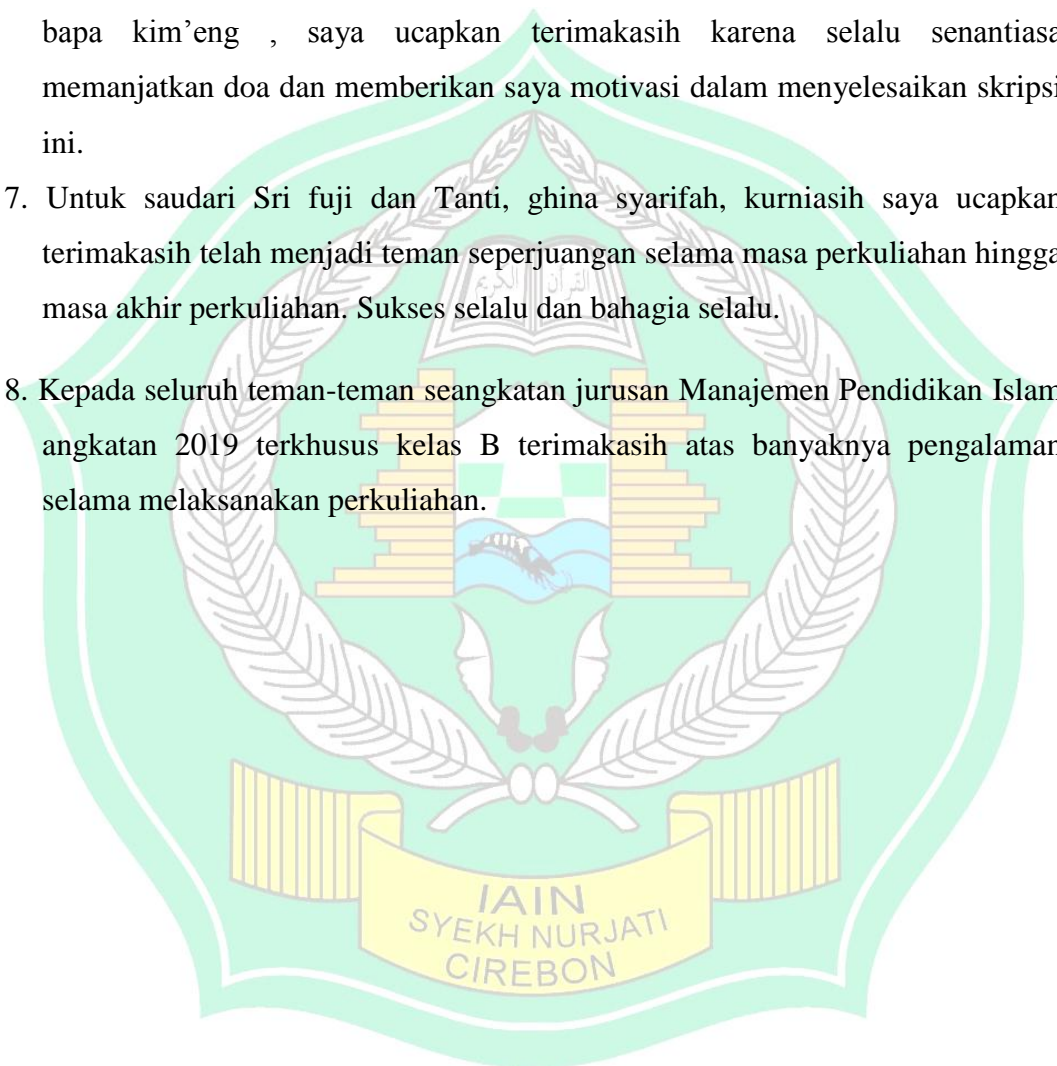 bapa kim’eng , saya ucapkan terimakasih karena selalu senantiasa
memanjatkan doa dan memberikan saya motivasi dalam menyelesaikan skripsi
ini.
7. Untuk saudari Sri fuji dan Tanti, ghina syarifah, kurniasih saya ucapkan
terimakasih telah menjadi teman seperjuangan selama masa perkuliahan hingga
masa akhir perkuliahan. Sukses selalu dan bahagia selalu.
8. Kepada seluruh teman-teman seangkatan jurusan Manajemen Pendidikan Islam
angkatan 2019 terkhusus kelas B terimakasih atas banyaknya pengalaman
selama melaksanakan perkuliahan.
القرآن الكريم
IAIN
SYEKH NURJATI
CIREBON